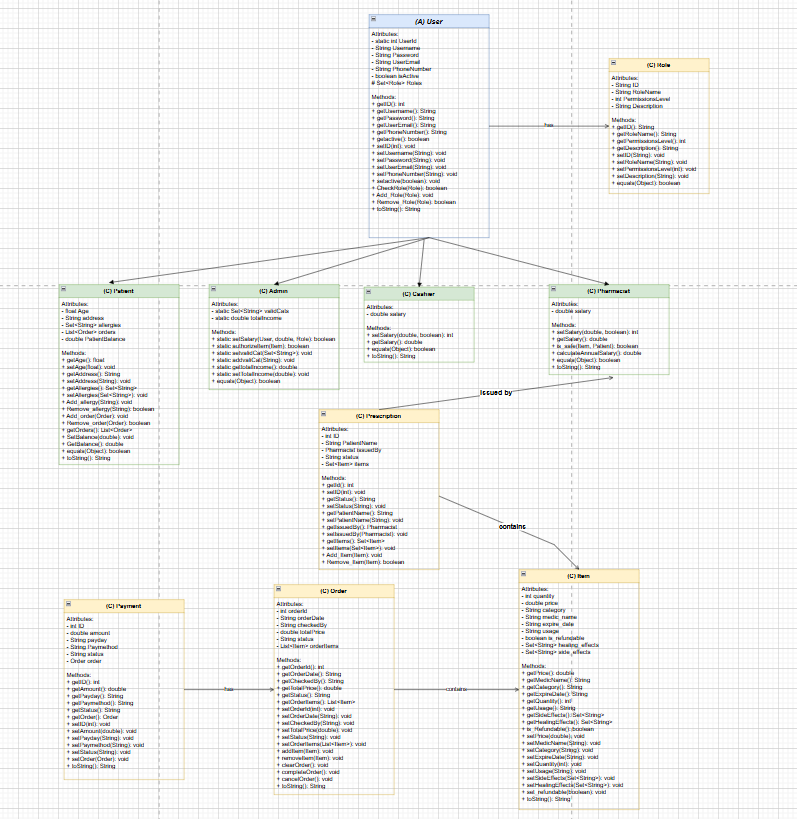 (A) User
Attributes:
- static int UserId
- String Username
- String Password
- String UserEmail
- String PhoneNumber
- boolean isActive
# Set<Role> Roles
Methods:
+ getID(): int
+ getUsername(): String
+ getPassword(): String
+ getUserEmail(): String
+ getPhoneNumber(): String
+ getactive(): boolean
+ setID(int): void
+ setUsername(String): void
+ setPassword(String): void
+ setUserEmail(String): void
+ setPhoneNumber(String): void
+ setactive(boolean): void
+ CheckRole(Role): boolean
+ Add_Role(Role): void
+ Remove_Role(Role): boolean
+ toString(): String
has
(C) Role
Attributes:
- String ID
- String RoleName
- int PermissionsLevel
- String Description
Methods:
+ getID(): String
+ getRoleName(): String
+ getPermissionsLevel(): int
+ getDescription(): String
+ setID(String): void
+ setRoleName(String): void
+ setPermissionsLevel(int): void
+ setDescription(String): void
+ equals(Object): boolean
(C) Patient
Attributes:
- float Age
- String address
- Set<String> allergies
- List<Order> orders
- double PatientBalance
Methods:
+ getAge(): float
+ setAge(float): void
+ getAddress(): String
+ setAddress(String): void
+ getAllergies(): Set<String>
+ setAllergies(Set<String>): void
+ Add_allergy(String): void
+ Remove_allergy(String): boolean
+ Add_order(Order): void
+ Remove_order(Order): boolean
+ getOrders(): List<Order>
+ SetBalance(double): void
+ GetBalance(): double
+ equals(Object): boolean
+ toString(): String
(C) Admin
Attributes:
- static Set<String> validCats
- static double totalIncome
Methods:
+ static setSalary(User, double, Role): boolean
+ static authorizeItem(Item): boolean
+ static setvalidCat(Set<String>): void
+ static addvalidCat(String): void
+ static getTotalIncome(): double
+ static setTotalIncome(double): void
+ equals(Object): boolean
(C) Cashier
Attributes:
- double salary
Methods:
+ setSalary(double, boolean): int
+ getSalary(): double
+ equals(Object): boolean
+ toString(): String
(C) Pharmacist
Attributes:
- double salary
Methods:
+ setSalary(double, boolean): int
+ getSalary(): double
+ is_safe(Item, Patient): boolean
+ calculateAnnualSalary(): double
+ equals(Object): boolean
+ toString(): String
Issued by
(C) Prescription
Attributes:
- int ID
- String PatientName
- Pharmacist issuedBy
- String status
- Set<Item> items
Methods:
+ getId(): int
+ setID(int): void
+ getStatus(): String
+ setStatus(String): void
+ getPatientName(): String
+ setPatientName(String): void
+ getIssuedBy(): Pharmacist
+ setIssuedBy(Pharmacist): void
+ getItems(): Set<Item>
+ setItems(Set<Item>): void
+ Add_Item(Item): void
+ Remove_Item(Item): boolean
contains
(C) Payment
Attributes:
- int ID
- double amount
- String payday
- String Paymethod
- String status
- Order order
Methods:
+ getID(): int
+ getAmount(): double
+ getPayday(): String
+ getPaymethod(): String
+ getStatus(): String
+ getOrder(): Order
+ setID(int): void
+ setAmount(double): void
+ setPayday(String): void
+ setPaymethod(String): void
+ setStatus(String): void
+ setOrder(Order): void
+ toString(): String
has
(C) Order
Attributes:
- int orderId
- String orderDate
- String checkedBy
- double totalPrice
- String status
- List<Item> orderItems
Methods:
+ getOrderId(): int
+ getOrderDate(): String
+ getCheckedBy(): String
+ getTotalPrice(): double
+ getStatus(): String
+ getOrderItems(): List<Item>
+ setOrderId(int): void
+ setOrderDate(String): void
+ setCheckedBy(String): void
+ setTotalPrice(double): void
+ setStatus(String): void
+ setOrderItems(List<Item>): void
+ addItem(Item): void
+ removeItem(Item): void
+ clearOrder(): void
+ completeOrder(): void
+ cancelOrder(): void
+ toString(): String
contains
(C) Item
Attributes:
- int quantity
- double price
- String category
- String medic_name
- String expire_date
- String usage
- boolean is_refundable
- Set<String> healing_effects
- Set<String> side_effects
Methods:
+ getPrice(): double
+ getMedicName(): String
+ getCategory(): String
+ getExpireDate(): String
+ getQuantity(): int
+ getUsage(): String
+ getSideEffects(): Set<String>
+ getHealingEffects(): Set<String>
+ is_Refundable():boolean
+ setPrice(double): void
+ setMedicName(String): void
+ setCategory(String): void
+ setExpireDate(String): void
+ setQuantity(int): void
+ setUsage(String): void
+ setSideEffects(Set<String>): void
+ setHealingEffects(Set<String>): void
+ set_refundable(boolean): void
+ toString(): String